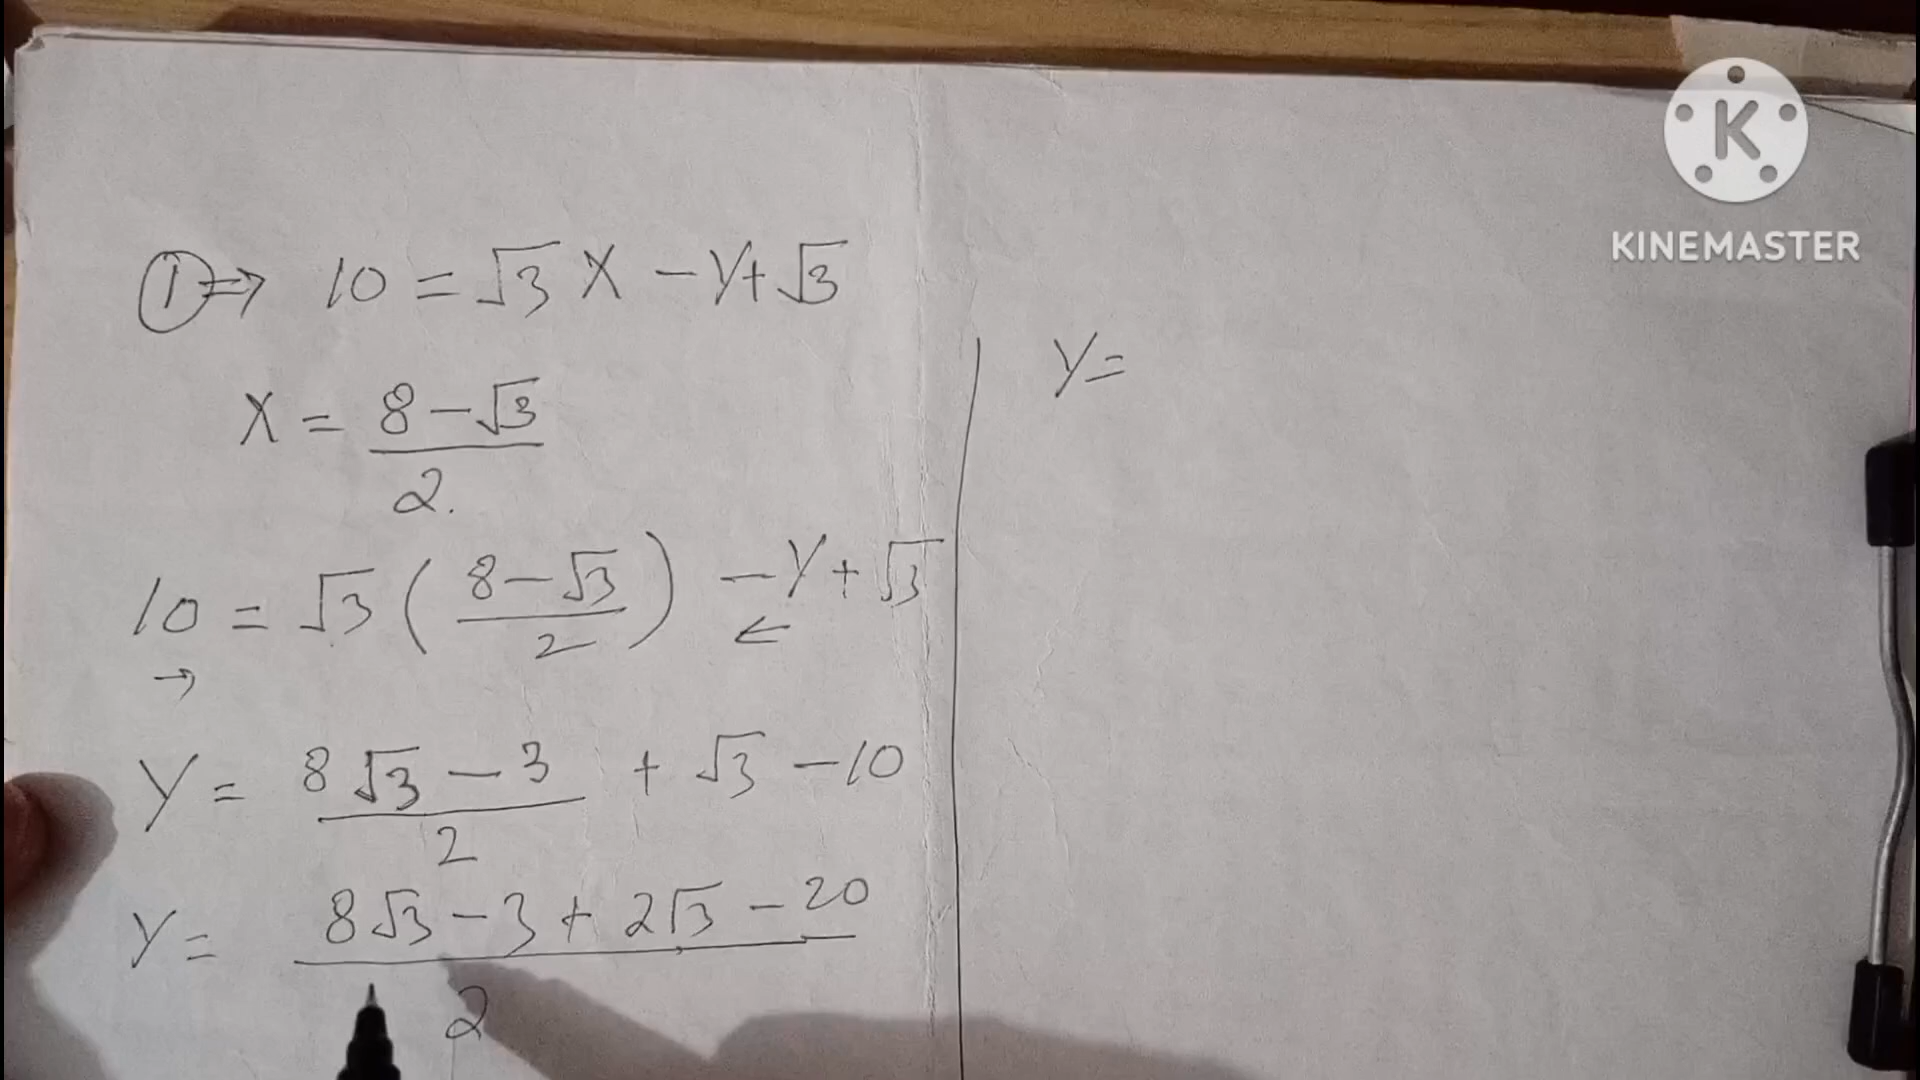 ① ⇒ 10 = √3 X − Y + √3
X = (8 − √3) / 2.
10 = √3 ( (8 − √3) / 2 ) − Y + √3
→ ←
Y = (8√3 − 3) / 2 + √3 − 10
Y = (8√3 − 3 + 2√3 − 20) / 2
Y =
K
KINEMASTER